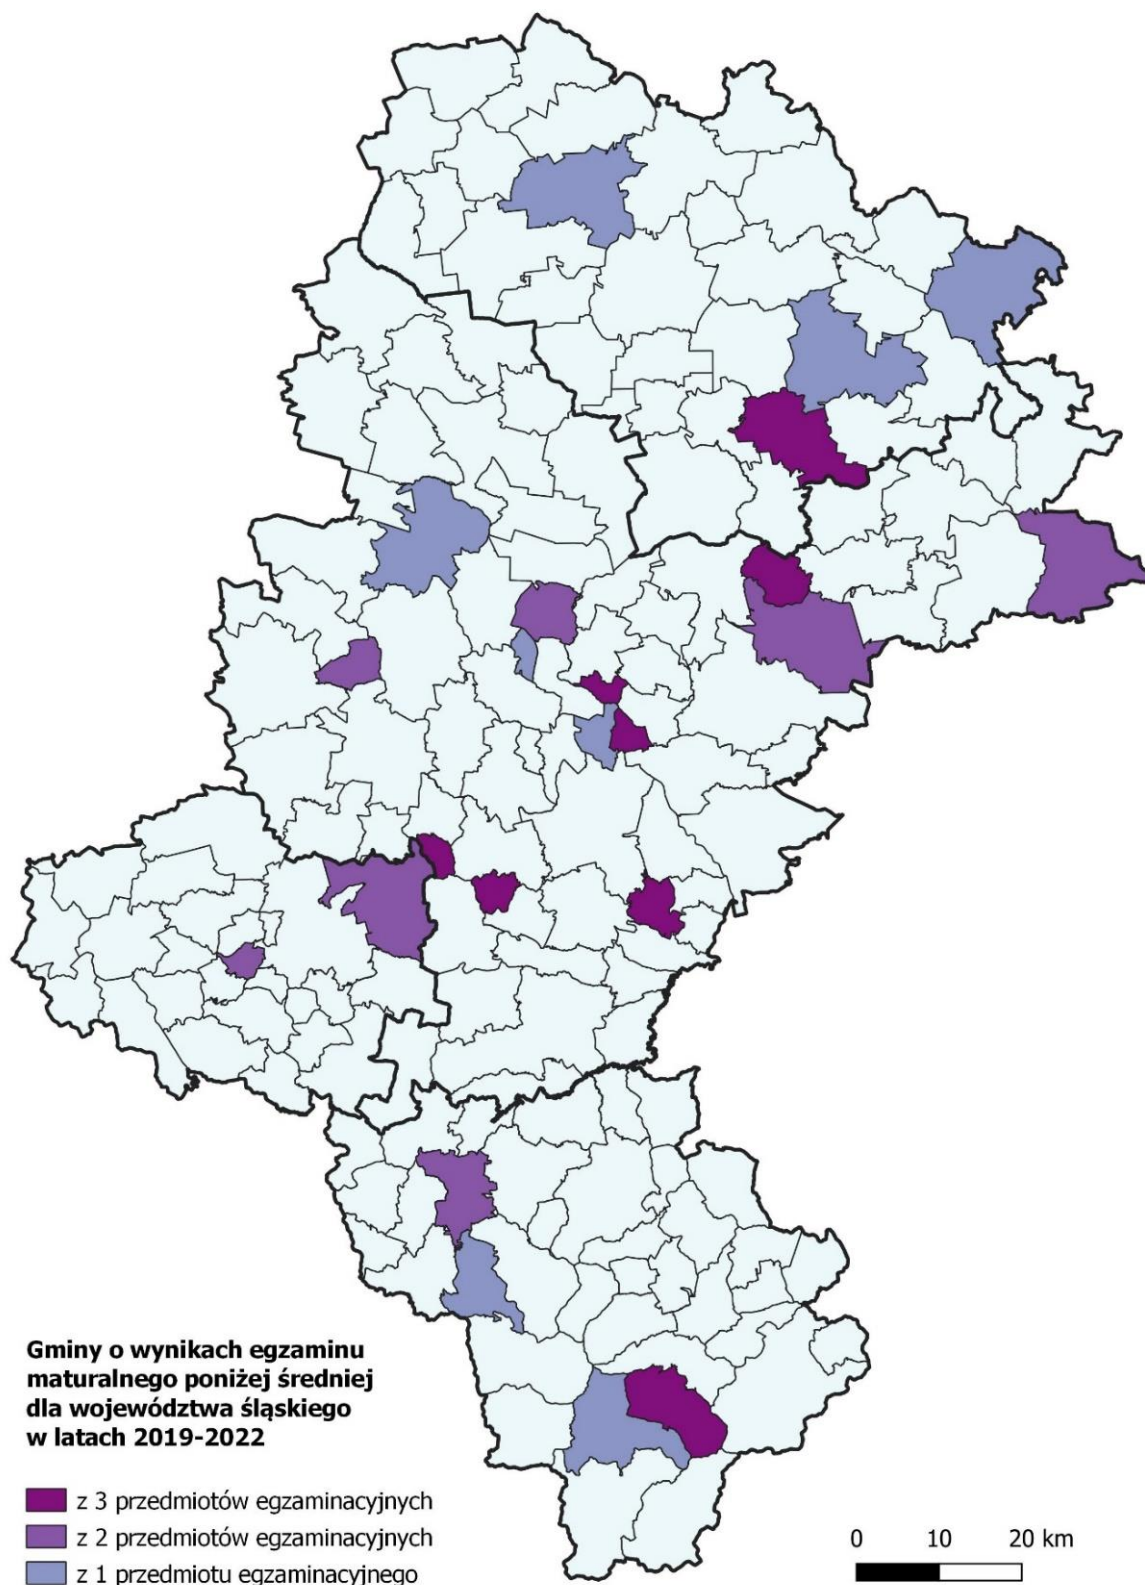 Gminy o wynikach egzaminu
maturalnego poniżej średniej
dla województwa śląskiego
w latach 2019-2022
z 3 przedmiotów egzaminacyjnych
z 2 przedmiotów egzaminacyjnych
z 1 przedmiotu egzaminacyjnego
0 10 20 km